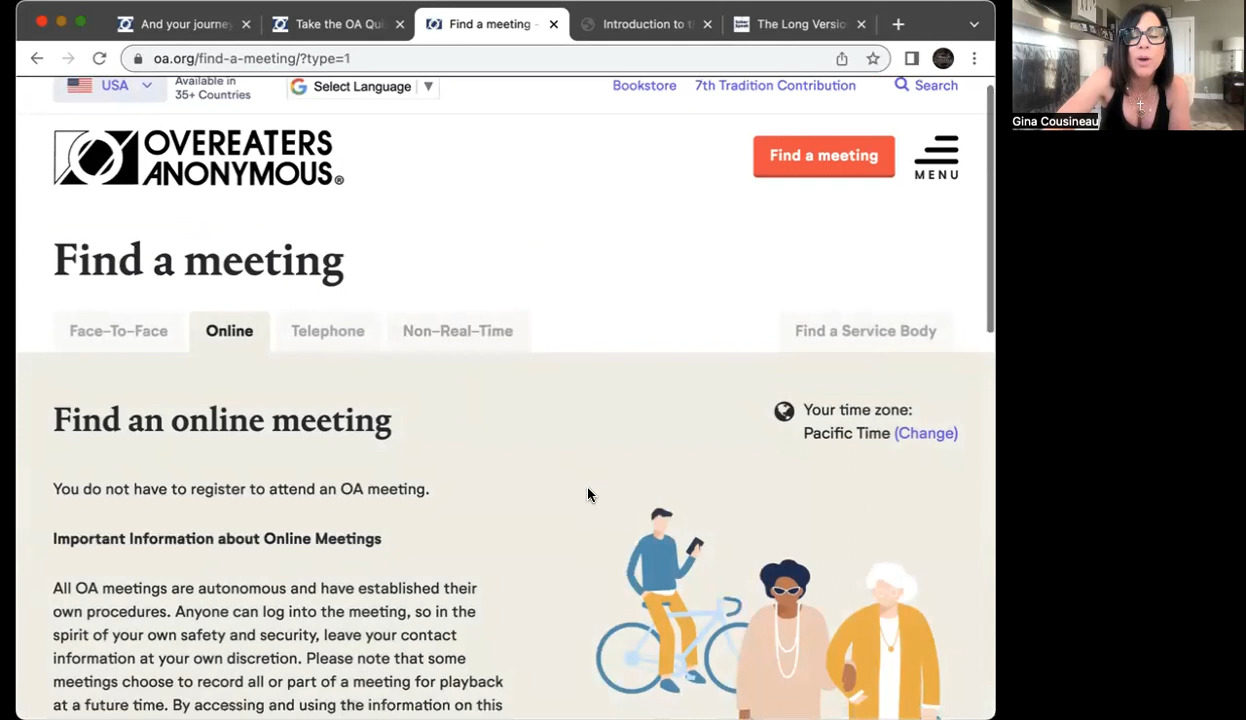 And your journey
Take the OA Qui
Find a meeting -
Introduction to t
The Long Versio
oa.org/find-a-meeting/?type=1
USA
Available in
35+ Countries
Select Language
Bookstore
7th Tradition Contribution
Search
OVEREATERS
ANONYMOUS®
Find a meeting
MENU
Find a meeting
Face-To-Face
Online
Telephone
Non-Real-Time
Find a Service Body
Find an online meeting
Your time zone:
Pacific Time (Change)
You do not have to register to attend an OA meeting.
Important Information about Online Meetings
All OA meetings are autonomous and have established their
own procedures. Anyone can log into the meeting, so in the
spirit of your own safety and security, leave your contact
information at your own discretion. Please note that some
meetings choose to record all or part of a meeting for playback
at a future time. By accessing and using the information on this
Gina Cousineau